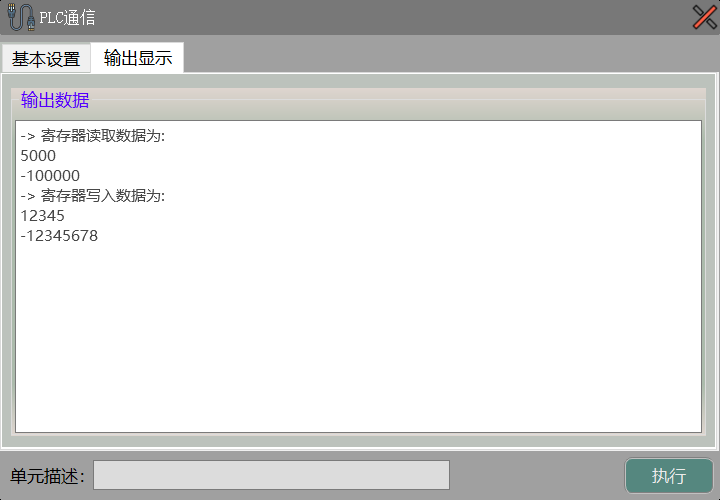 PLC通信
基本设置 输出显示
输出数据
-> 寄存器读取数据为:
5000
-100000
-> 寄存器写入数据为:
12345
-12345678
单元描述:
执行